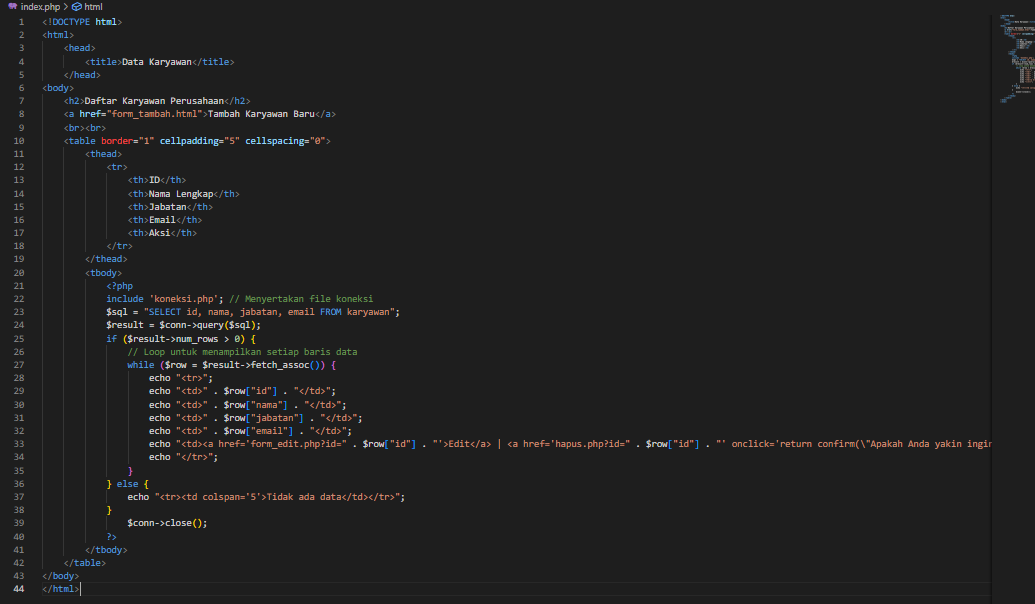 index.php > html
1 <!DOCTYPE html>
2 <html>
3 <head>
4 <title>Data Karyawan</title>
5 </head>
6 <body>
7 <h2>Daftar Karyawan Perusahaan</h2>
8 <a href="form_tambah.html">Tambah Karyawan Baru</a>
9 <br><br>
10 <table border="1" cellpadding="5" cellspacing="0">
11 <thead>
12 <tr>
13 <th>ID</th>
14 <th>Nama Lengkap</th>
15 <th>Jabatan</th>
16 <th>Email</th>
17 <th>Aksi</th>
18 </tr>
19 </thead>
20 <tbody>
21 <?php
22 include 'koneksi.php'; // Menyertakan file koneksi
23 $sql = "SELECT id, nama, jabatan, email FROM karyawan";
24 $result = $conn->query($sql);
25 if ($result->num_rows > 0) {
26 // Loop untuk menampilkan setiap baris data
27 while ($row = $result->fetch_assoc()) {
28 echo "<tr>";
29 echo "<td>" . $row["id"] . "</td>";
30 echo "<td>" . $row["nama"] . "</td>";
31 echo "<td>" . $row["jabatan"] . "</td>";
32 echo "<td>" . $row["email"] . "</td>";
33 echo "<td><a href='form_edit.php?id=" . $row["id"] . "'>Edit</a> | <a href='hapus.php?id=" . $row["id"] . "' onclick='return confirm(\"Apakah Anda yakin ingin
34 echo "</tr>";
35 }
36 } else {
37 echo "<tr><td colspan='5'>Tidak ada data</td></tr>";
38 }
39 $conn->close();
40 ?>
41 </tbody>
42 </table>
43 </body>
44 </html>